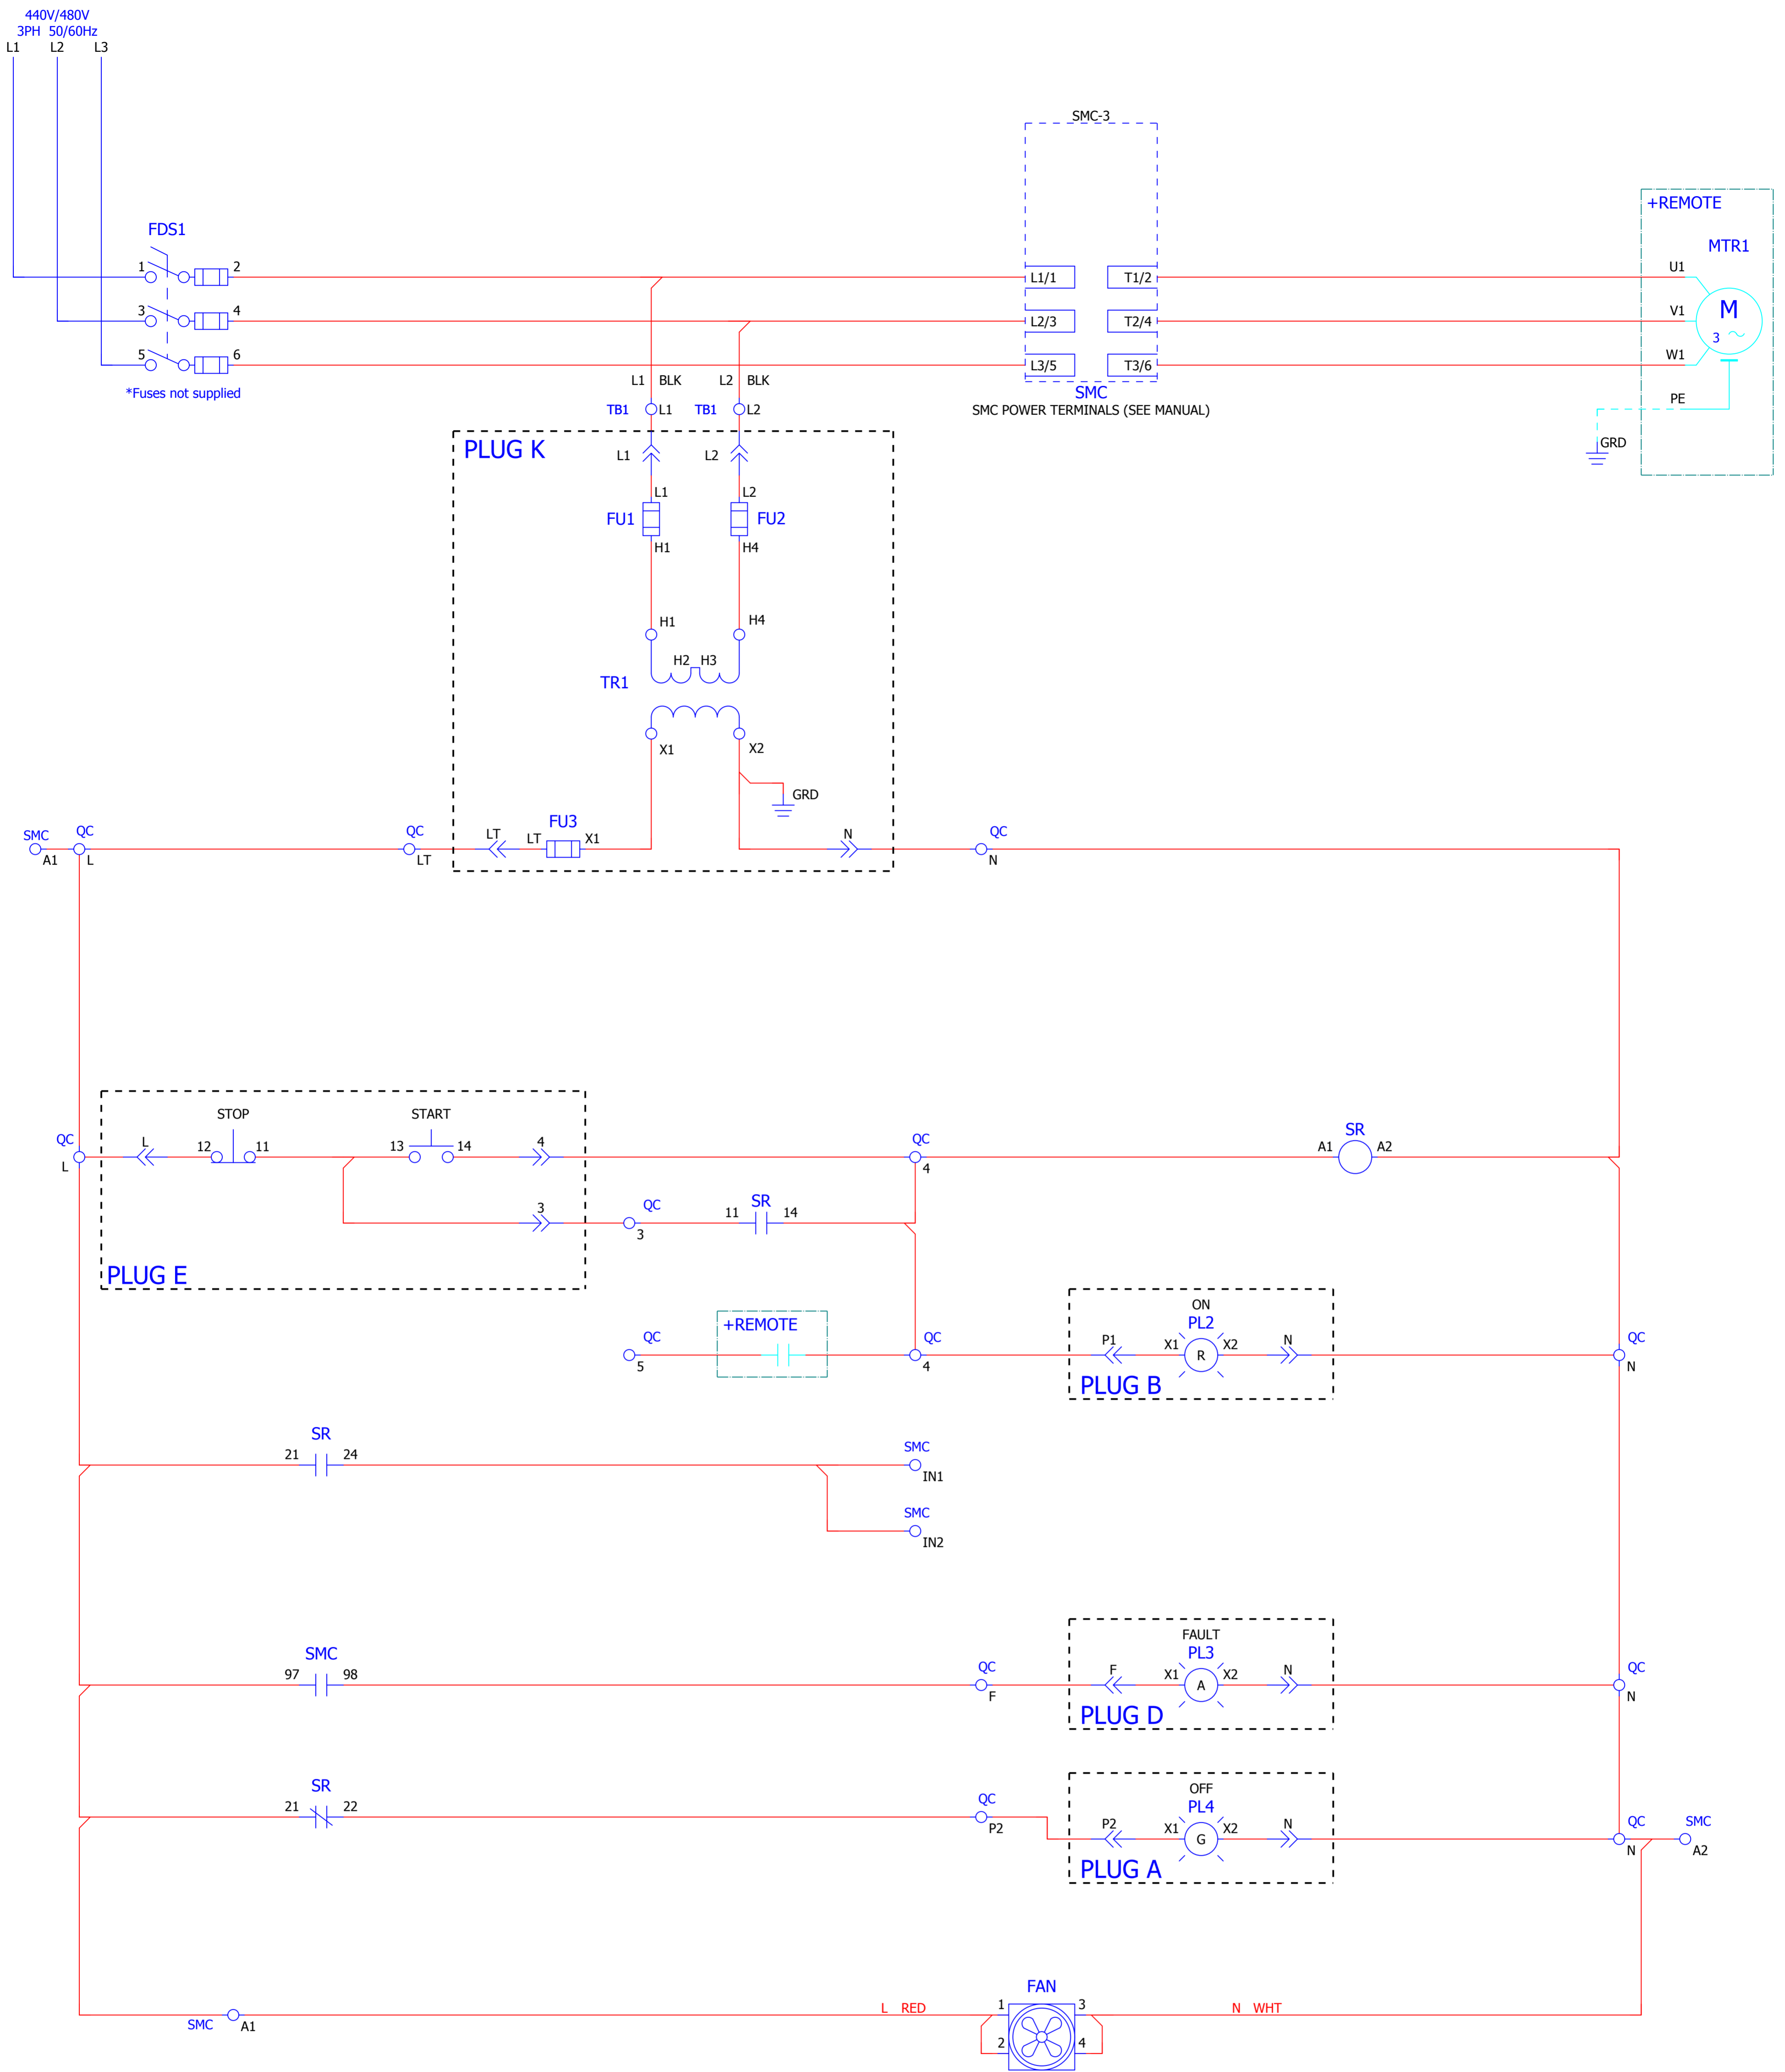 440V/480V
3PH 50/60Hz
L1 L2 L3
SMC-3
+REMOTE
FDS1
MTR1
1 2 L1/1 T1/2 U1
3 4 L2/3 T2/4 V1
M
3
5 6 L3/5 T3/6 W1
*Fuses not supplied
L1 BLK L2 BLK
SMC
PE
TB1 L1 TB1 L2
SMC POWER TERMINALS (SEE MANUAL)
GRD
PLUG K
L1 L2
L1 L2
FU1 FU2
H1 H4
H1 H4
H2 H3
TR1
X1 X2
GRD
FU3
SMC QC QC LT LT X1 N QC
A1 L LT N
STOP START
QC L 12 11 13 14 4 QC SR
A1 A2
L 4
3 QC SR
11 14
3
PLUG E
ON
+REMOTE PL2
QC QC P1 X1 R X2 N QC
5 4 N
PLUG B
SR SMC
21 24
IN1
SMC
IN2
FAULT
SMC PL3
97 98 QC F X1 A X2 N QC
F N
PLUG D
SR OFF
PL4
21 22 QC
P2
P2 X1 G X2 N QC SMC
N A2
PLUG A
FAN
L RED 1 3 N WHT
SMC A1
2 4